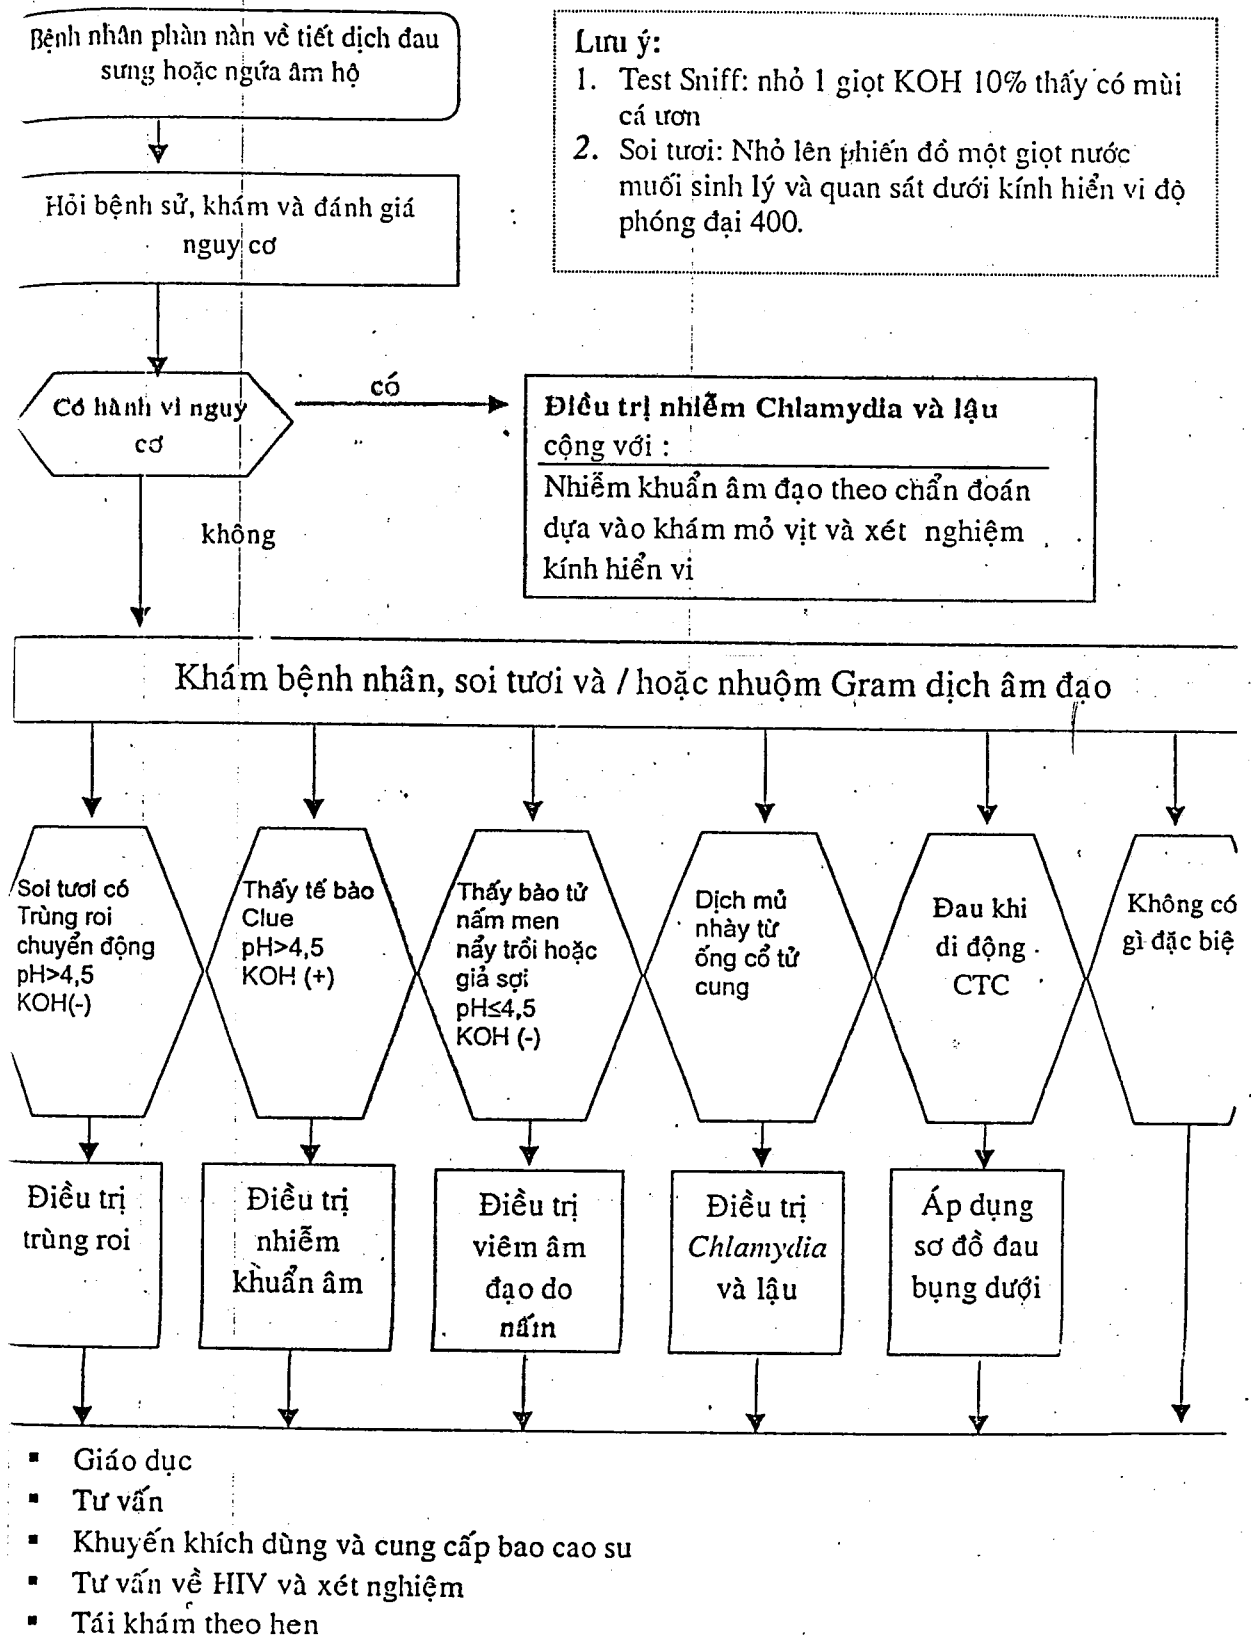 Bệnh nhân phàn nàn về tiết dịch đau
sưng hoặc ngứa âm hộ
Lưu ý:
1. Test Sniff: nhỏ 1 giọt KOH 10% thấy có mùi
cá ươn
2. Soi tươi: Nhỏ lên phiến đồ một giọt nước
muối sinh lý và quan sát dưới kính hiển vi độ
phóng đại 400.
Hỏi bệnh sử, khám và đánh giá
nguy cơ
Có hành vi nguy
cơ
có
Điều trị nhiễm Chlamydia và lậu
cộng với :
Nhiễm khuẩn âm đạo theo chẩn đoán
dựa vào khám mỏ vịt và xét nghiệm
kính hiển vi
không
Khám bệnh nhân, soi tươi và / hoặc nhuộm Gram dịch âm đạo
Soi tươi có
Trùng roi
chuyển động
pH>4,5
KOH(-)
Thấy tế bào
Clue
pH>4,5
KOH (+)
Thấy bào tử
nấm men
nẩy trồi hoặc
giả sợi
pH≤4,5
KOH (-)
Dịch mủ
nhày từ
ống cổ tử
cung
Đau khi
di động
CTC
Không có
gì đặc biệ
Điều trị
trùng roi
Điều trị
nhiễm
khuẩn âm
Điều trị
viêm âm
đạo do
nấm
Điều trị
Chlamydia
và lậu
Áp dụng
sơ đồ đau
bụng dưới
▪ Giáo dục
▪ Tư vấn
▪ Khuyến khích dùng và cung cấp bao cao su
▪ Tư vấn về HIV và xét nghiệm
▪ Tái khám theo hẹn